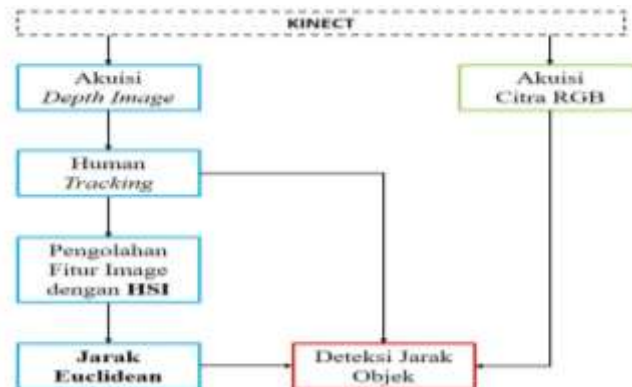 KINECT
Akuisi
Depth Image
Akuisi
Citra RGB
Human
Tracking
Pengolahan
Fitur Image
dengan HSI
Jarak
Euclidean
Deteksi Jarak
Objek